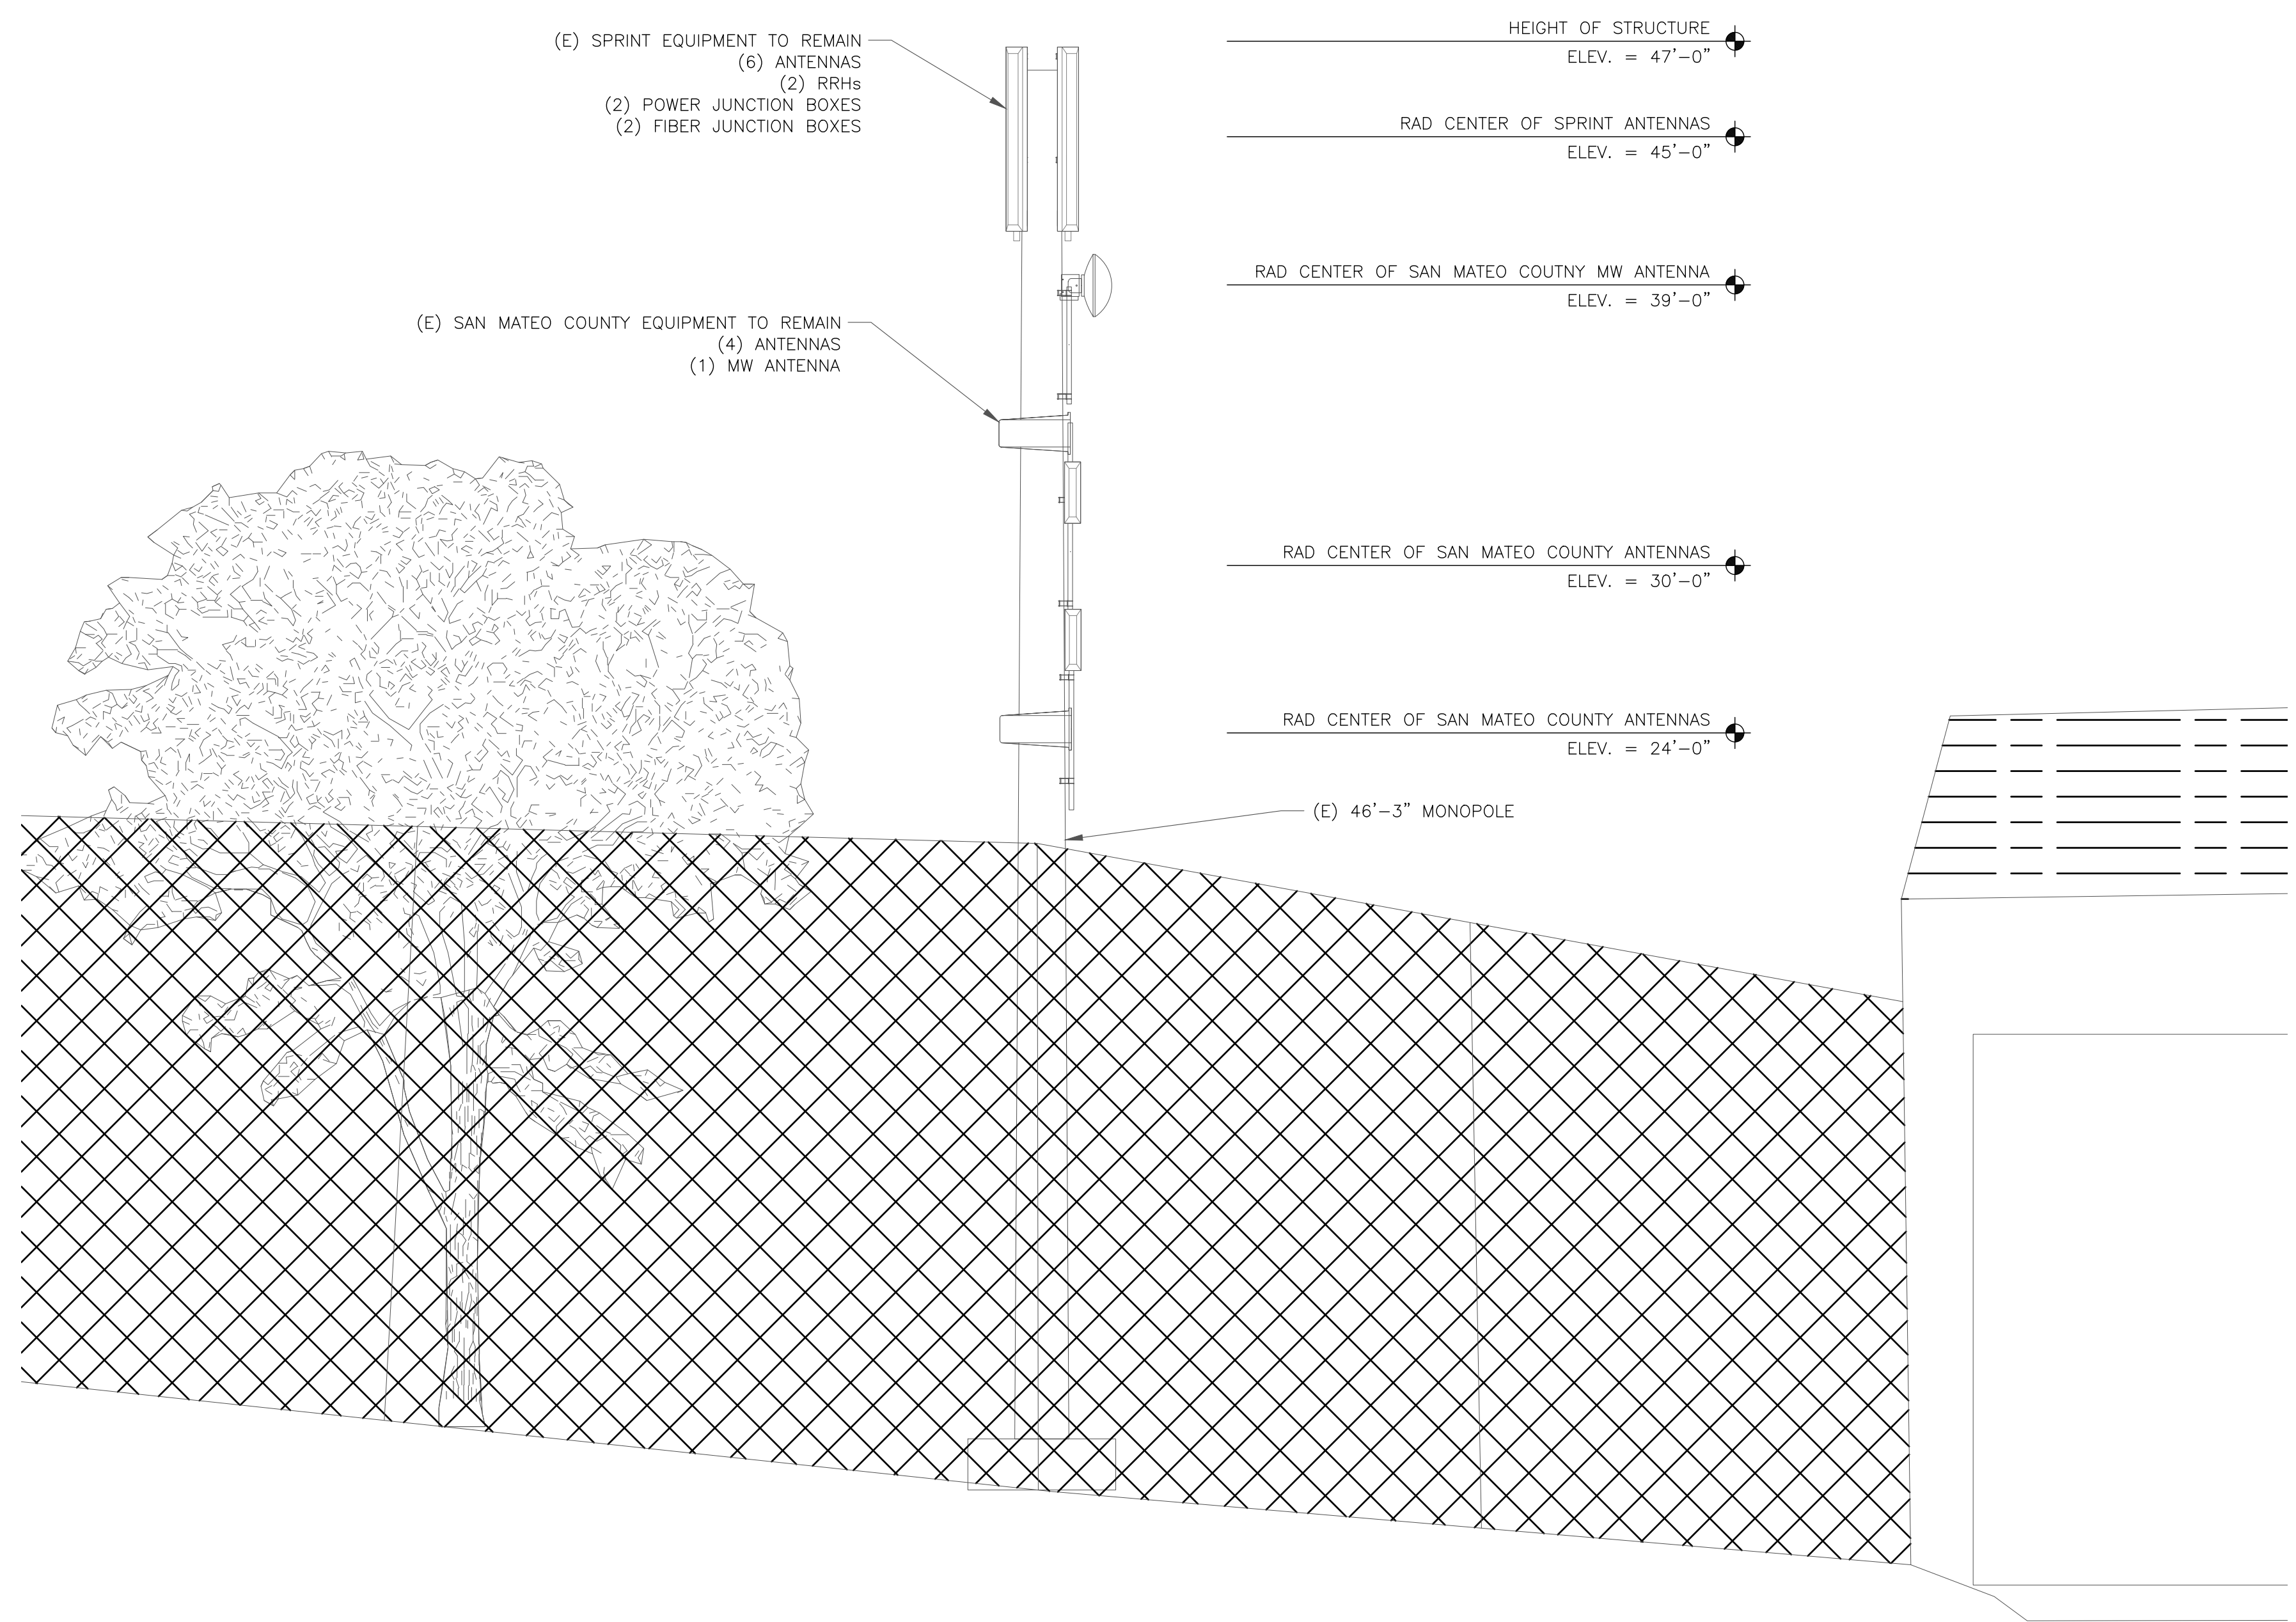 (E) SPRINT EQUIPMENT TO REMAIN
(6) ANTENNAS
(2) RRHs
(2) POWER JUNCTION BOXES
(2) FIBER JUNCTION BOXES
HEIGHT OF STRUCTURE
ELEV. = 47'-0"
RAD CENTER OF SPRINT ANTENNAS
ELEV. = 45'-0"
RAD CENTER OF SAN MATEO COUTNY MW ANTENNA
ELEV. = 39'-0"
(E) SAN MATEO COUNTY EQUIPMENT TO REMAIN
(4) ANTENNAS
(1) MW ANTENNA
RAD CENTER OF SAN MATEO COUNTY ANTENNAS
ELEV. = 30'-0"
RAD CENTER OF SAN MATEO COUNTY ANTENNAS
ELEV. = 24'-0"
(E) 46'-3" MONOPOLE